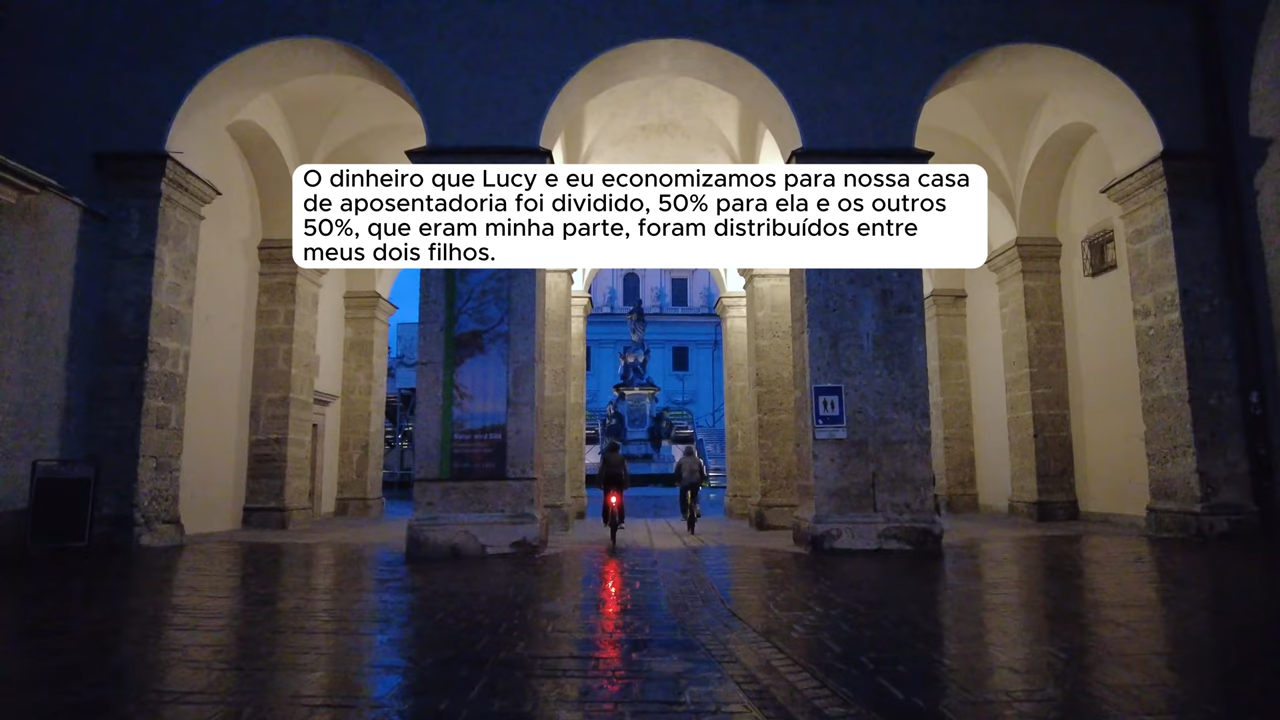 O dinheiro que Lucy e eu economizamos para nossa casa
de aposentadoria foi dividido, 50% para ela e os outros
50%, que eram minha parte, foram distribuídos entre
meus dois filhos.